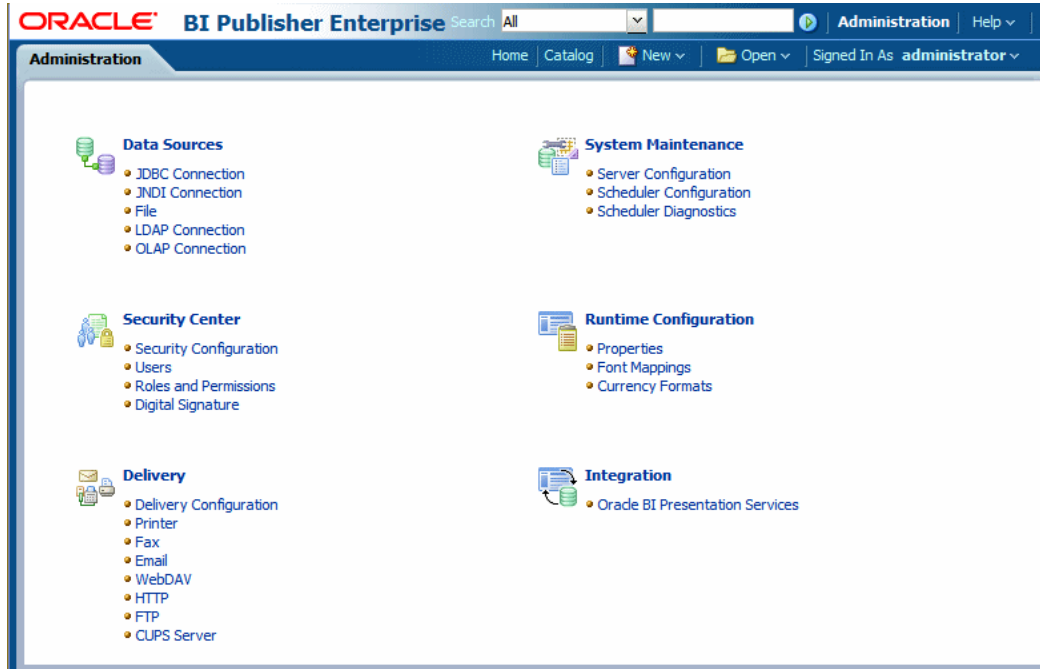 ORACLE BI Publisher Enterprise Search All Administration Help
Administration Home Catalog New Open Signed In As administrator
Data Sources
JDBC Connection
JNDI Connection
File
LDAP Connection
OLAP Connection
System Maintenance
Server Configuration
Scheduler Configuration
Scheduler Diagnostics
Security Center
Security Configuration
Users
Roles and Permissions
Digital Signature
Runtime Configuration
Properties
Font Mappings
Currency Formats
Delivery
Delivery Configuration
Printer
Fax
Email
WebDAV
HTTP
FTP
CUPS Server
Integration
Oracle BI Presentation Services